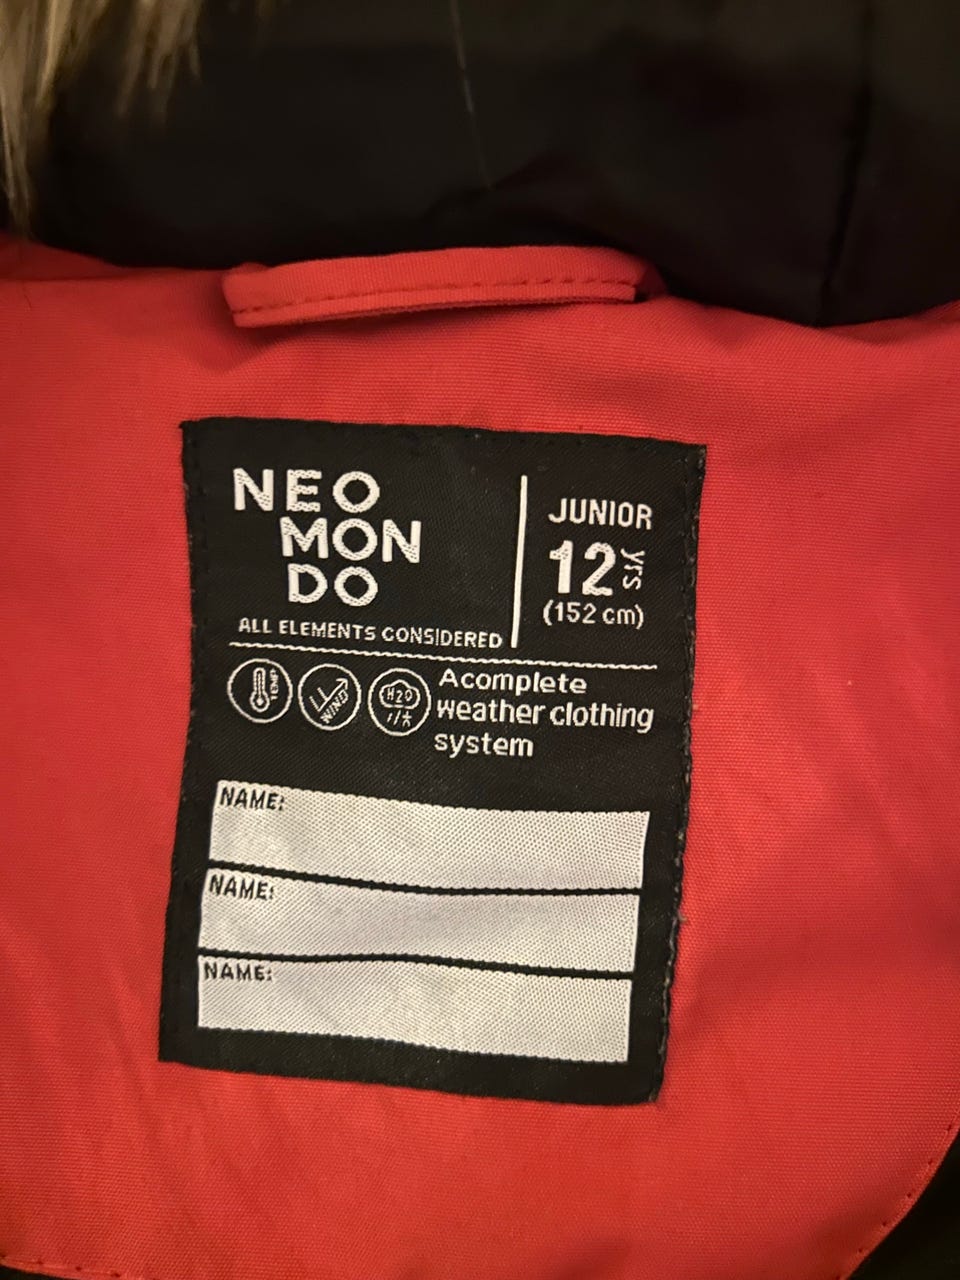 NEO
MON
DO
ALL ELEMENTS CONSIDERED
JUNIOR
12 yrs
(152 cm)
TEMP
WIND
H2O
A complete
weather clothing
system
NAME:
NAME:
NAME: